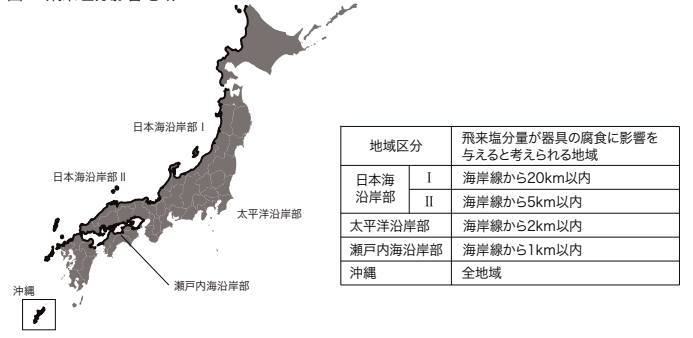 日本海沿岸部Ⅰ
日本海沿岸部Ⅱ
太平洋沿岸部
瀬戸内海沿岸部
沖縄
地域区分
飛来塩分量が器具の腐食に影響を
与えると考えられる地域
日本海
沿岸部
Ⅰ
海岸線から20km以内
Ⅱ
海岸線から5km以内
太平洋沿岸部
海岸線から2km以内
瀬戸内海沿岸部
海岸線から1km以内
沖縄
全地域